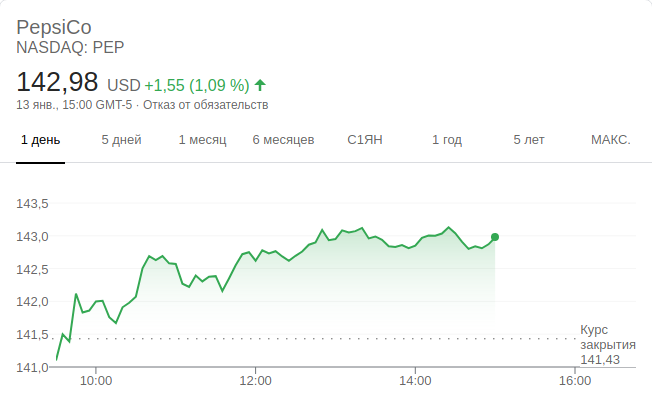 PepsiCo
NASDAQ: PEP
142,98 USD +1,55 (1,09 %)
13 янв., 15:00 GMT-5 · Отказ от обязательств
1 день 5 дней 1 месяц 6 месяцев С1ЯН 1 год 5 лет МАКС.
143,5
143,0
142,5
142,0
141,5
141,0
Курс
закрытия
141,43
10:00 12:00 14:00 16:00